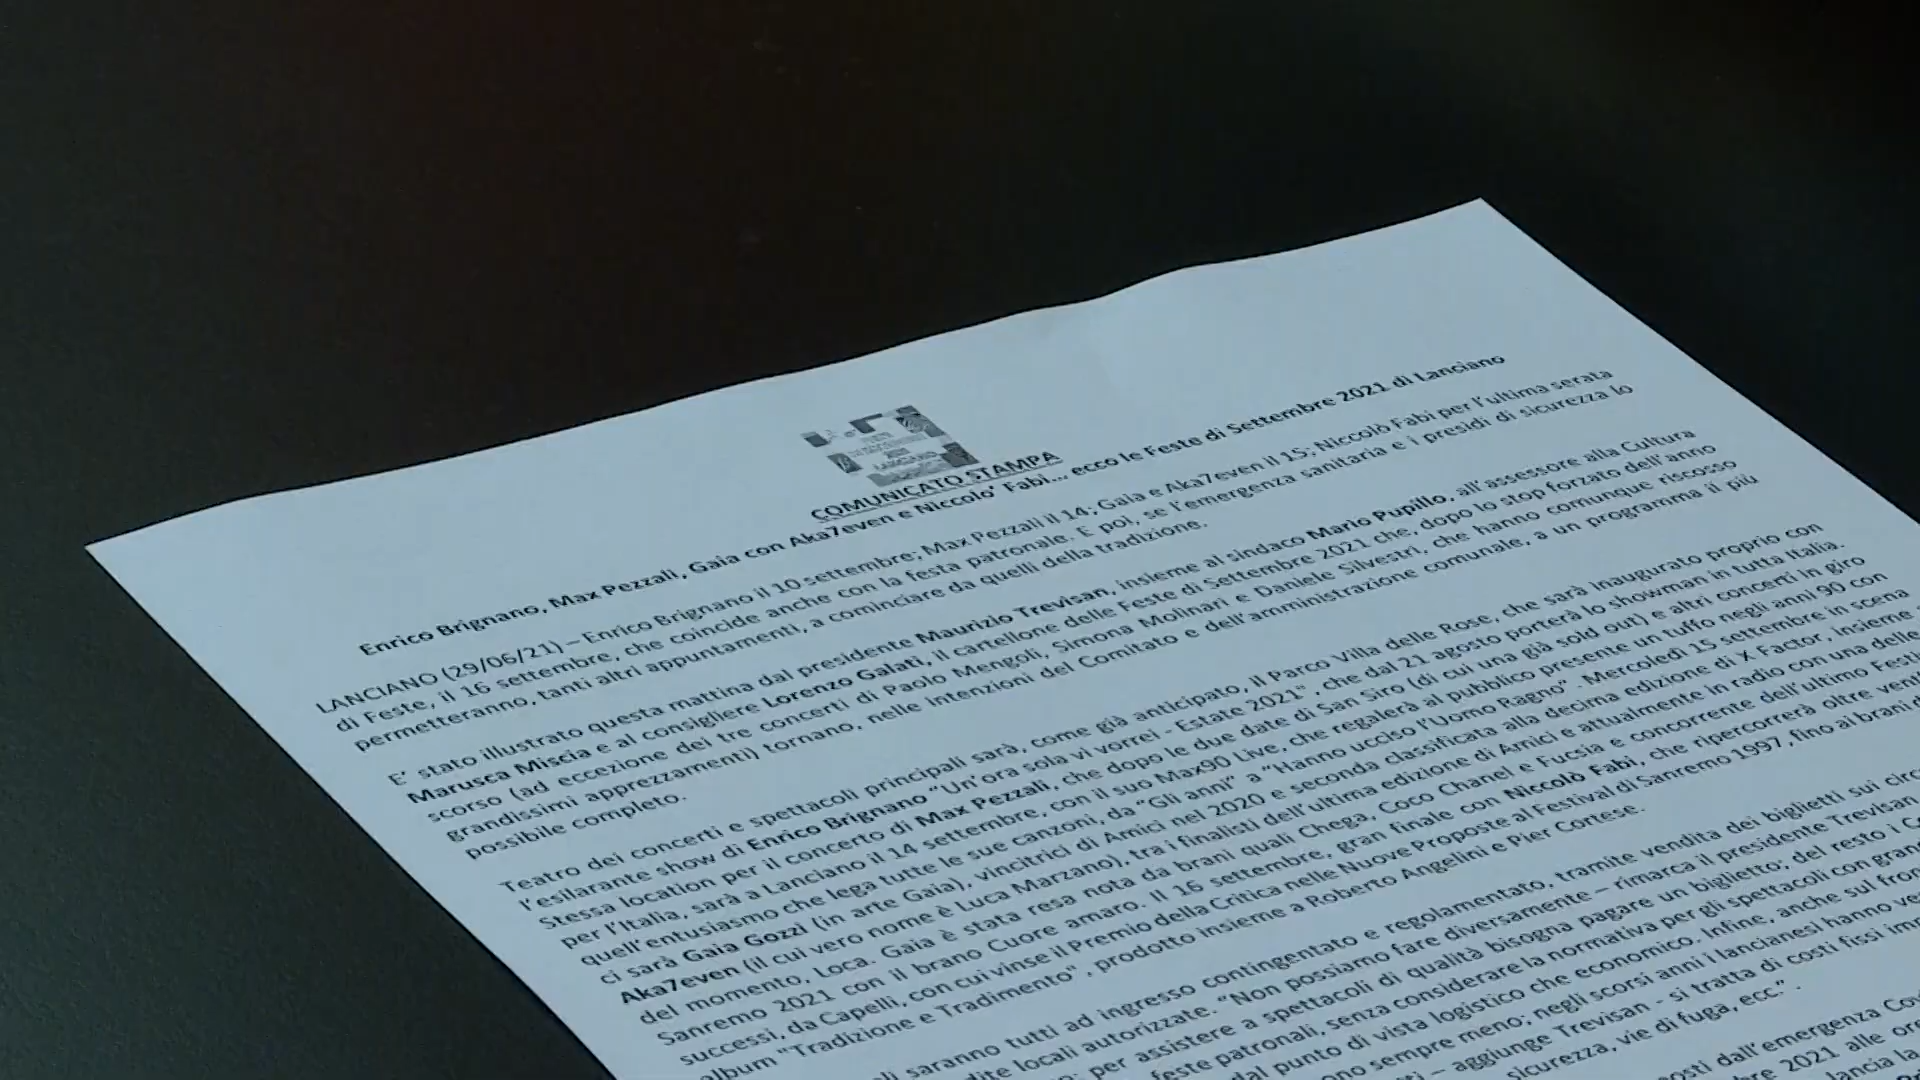 LANCIANO
COMUNICATO STAMPA
Enrico Brignano, Max Pezzali, Gaia con Aka7even e Niccolo' Fabi... ecco le Feste di Settembre 2021 di Lanciano
LANCIANO (29/06/21) – Enrico Brignano il 10 settembre; Max Pezzali il 14; Gaia e Aka7even il 15; Niccolò Fabi per l'ultima serata
di Feste, il 16 settembre, che coincide anche con la festa patronale. E poi, se l'emergenza sanitaria e i presidi di sicurezza lo
permetteranno, tanti altri appuntamenti, a cominciare da quelli della tradizione.
E' stato illustrato questa mattina dal presidente Maurizio Trevisan, insieme al sindaco Mario Pupillo, all'assessore alla Cultura
Marusca Miscia e al consigliere Lorenzo Galati, il cartellone delle Feste di Settembre 2021 che, dopo lo stop forzato dell'anno
scorso (ad eccezione dei tre concerti di Paolo Mengoli, Simona Molinari e Daniele Silvestri, che hanno comunque riscosso
grandissimi apprezzamenti) tornano, nelle intenzioni del Comitato e dell'amministrazione comunale, a un programma il più
possibile completo.
Teatro dei concerti e spettacoli principali sarà, come già anticipato, il Parco Villa delle Rose, che sarà inaugurato proprio con
l'esilarante show di Enrico Brignano "Un'ora sola vi vorrei - Estate 2021", che dal 21 agosto porterà lo showman in tutta Italia.
Stessa location per il concerto di Max Pezzali, che dopo le due date di San Siro (di cui una già sold out) e altri concerti in giro
per l'Italia, sarà a Lanciano il 14 settembre, con il suo Max90 Live, che regalerà al pubblico presente un tuffo negli anni 90 con
quell'entusiasmo che lega tutte le sue canzoni, da "Gli anni" a "Hanno ucciso l'Uomo Ragno". Mercoledì 15 settembre in scena
ci sarà Gaia Gozzi (in arte Gaia), vincitrici di Amici nel 2020 e seconda classificata alla decima edizione di X Factor, insieme
Aka7even (il cui vero nome è Luca Marzano), tra i finalisti dell'ultima edizione di Amici e attualmente in radio con una delle
del momento, Loca. Gaia è stata resa nota da brani quali Chega, Coco Chanel e Fucsia e concorrente dell'ultimo
Sanremo 2021 con il brano Cuore amaro. Il 16 settembre, gran finale con Niccolò Fabi, che ripercorrerà oltre
successi, da Capelli, con cui vinse il Premio della Critica nelle Nuove Proposte al Festival di Sanremo 1997, fino ai brani
album "Tradizione e Tradimento", prodotto insieme a Roberto Angelini e Pier Cortese.
saranno tutti ad ingresso contingentato e regolamentato, tramite vendita dei biglietti sui
locali autorizzate. "Non possiamo fare diversamente – rimarca il presidente Trevisan
per assistere a spettacoli di qualità bisogna pagare un biglietto; del resto i
feste patronali, senza considerare la normativa per gli spettacoli con
dal punto di vista logistico che economico. Infine, anche sul
sempre meno; negli scorsi anni i lancianesi hanno
– aggiunge Trevisan - si tratta di costi fissi
sicurezza, vie di fuga, ecc.".
dall'emergenza
2021 alle
lancia la